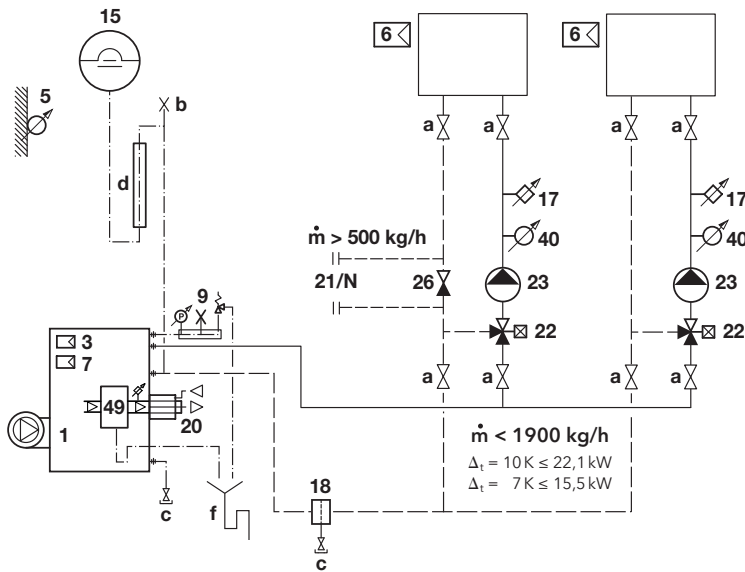 15
6
6
5
b
a
a
a
a
d
17
17
ṁ > 500 kg/h
40
40
21/N
26
23
23
9
P
22
22
3
7
a
a
a
a
49
1
20
ṁ < 1900 kg/h
Δt = 10 K ≤ 22,1 kW
Δt = 7 K ≤ 15,5 kW
18
c
f
c